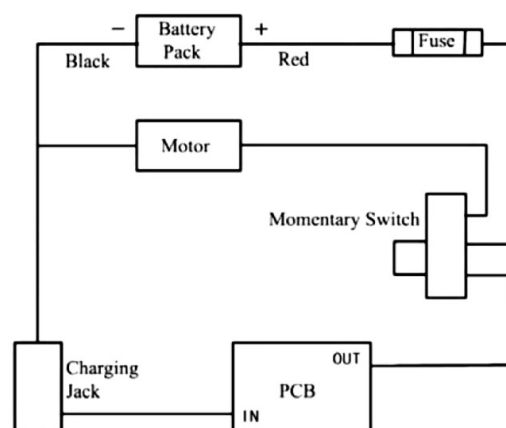 − Battery Pack +
Fuse
Black
Red
Motor
Momentary Switch
Charging
Jack
OUT
PCB
IN